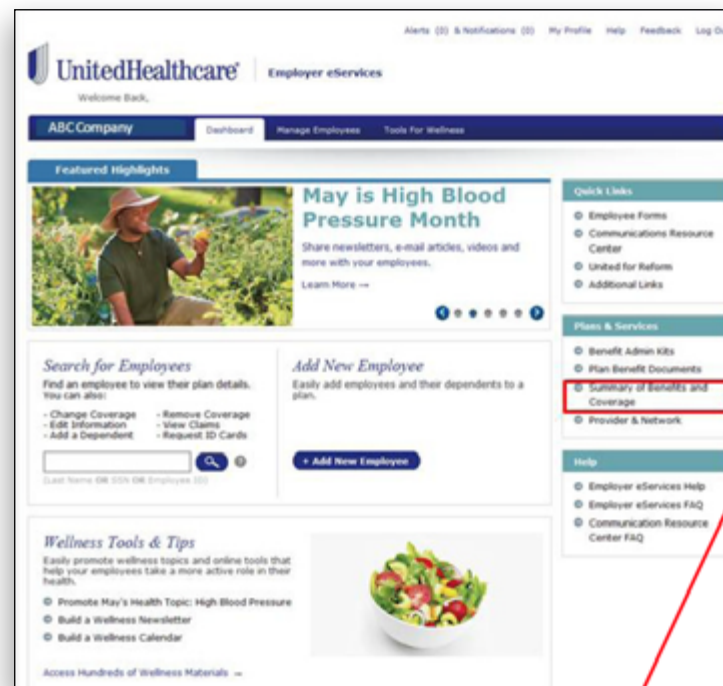 Alerts (0) & Notifications (0) My Profile Help Feedback Log
UnitedHealthcare® Employer eServices
Welcome Back,
ABC Company Dashboard Manage Employees Tools For Wellness
Featured Highlights
May is High Blood
Pressure Month
Share newsletters, e-mail articles, videos and
more with your employees.
Learn More →
Quick Links
Employee Forms
Communications Resource
Center
United for Reform
Additional Links
Plans & Services
Benefit Admin Kits
Plan Benefit Documents
Summary of Benefits and
Coverage
Provider & Network
Search for Employees
Find an employee to view their plan details.
You can also:
- Change Coverage - Remove Coverage
- Edit Information - View Claims
- Add a Dependent - Request ID Cards
(Last Name OR SSN OR Employee ID)
Add New Employee
Easily add employees and their dependents to a
plan.
+ Add New Employee
Help
Employer eServices Help
Employer eServices FAQ
Communication Resource
Center FAQ
Wellness Tools & Tips
Easily promote wellness topics and online tools that
help your employees take a more active role in their
health.
Promote May's Health Topic: High Blood Pressure
Build a Wellness Newsletter
Build a Wellness Calendar
Access Hundreds of Wellness Materials →